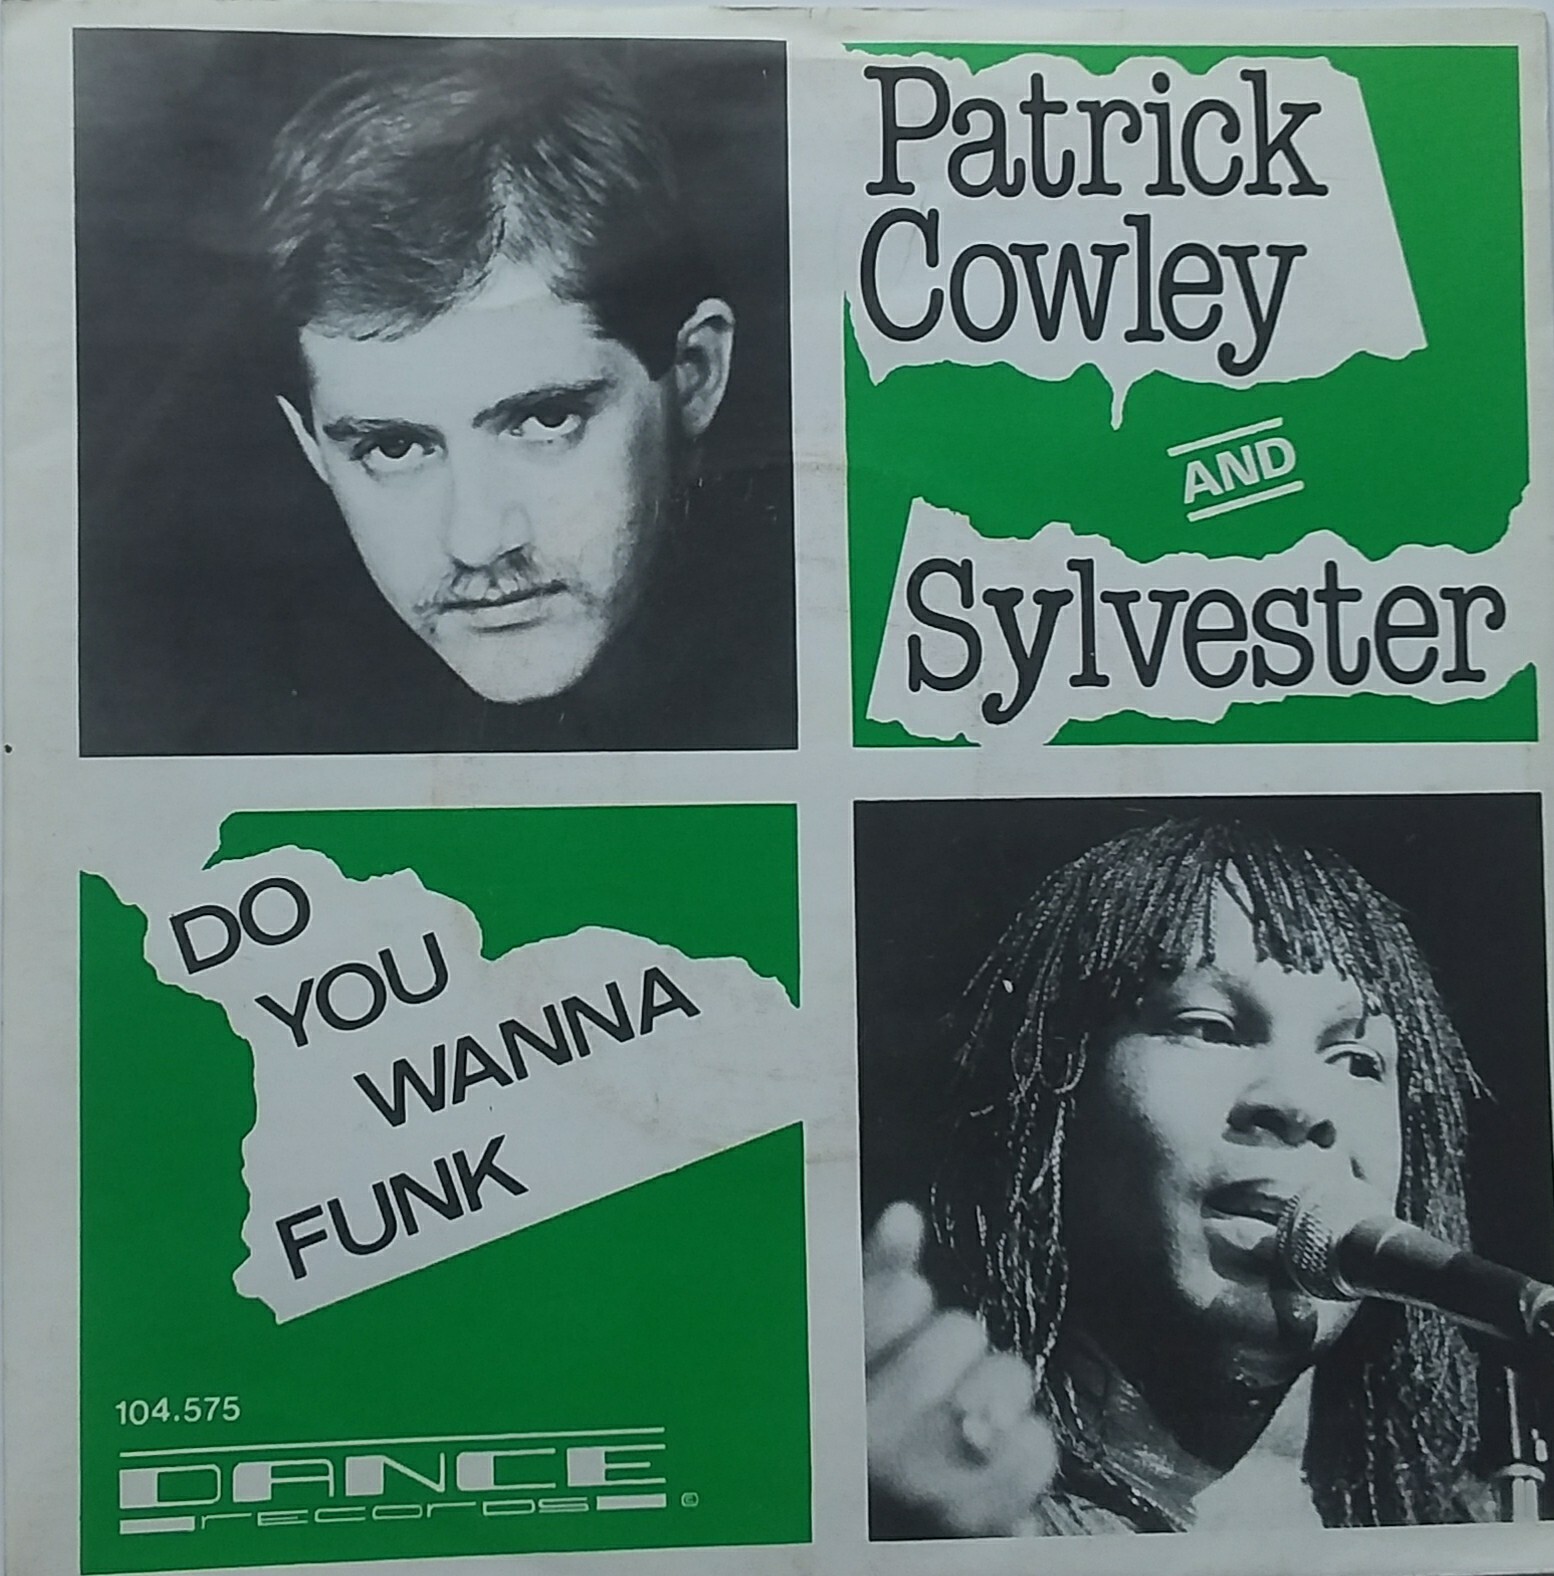 Patrick
Cowley
AND
Sylvester
DO
YOU
WANNA
FUNK
104.575
DANCE
records ©